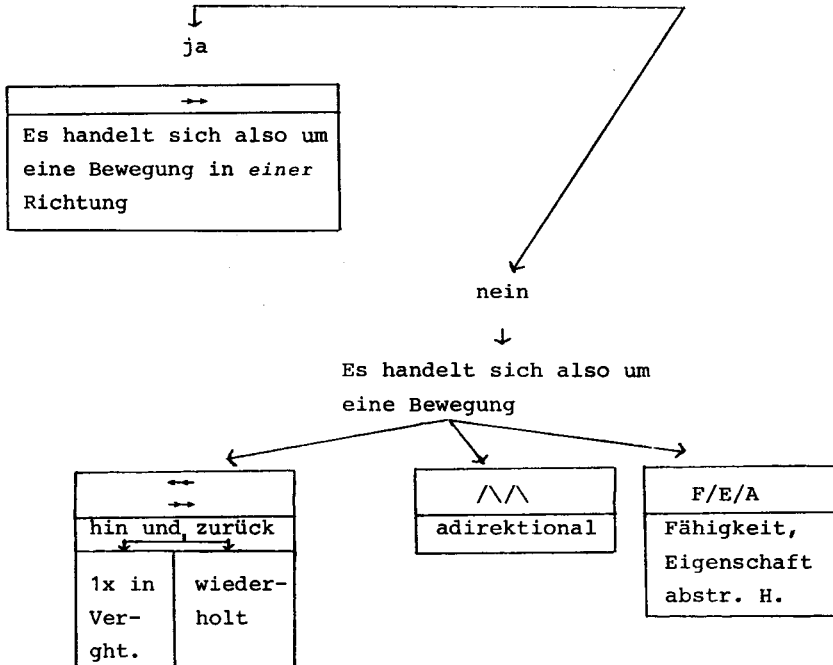 ja
Es handelt sich also um
eine Bewegung in einer
Richtung
nein
Es handelt sich also um
eine Bewegung
hin und zurück
1x in
Ver-
ght.
wieder-
holt
/\/\
adirektional
F/E/A
Fähigkeit,
Eigenschaft
abstr. H.